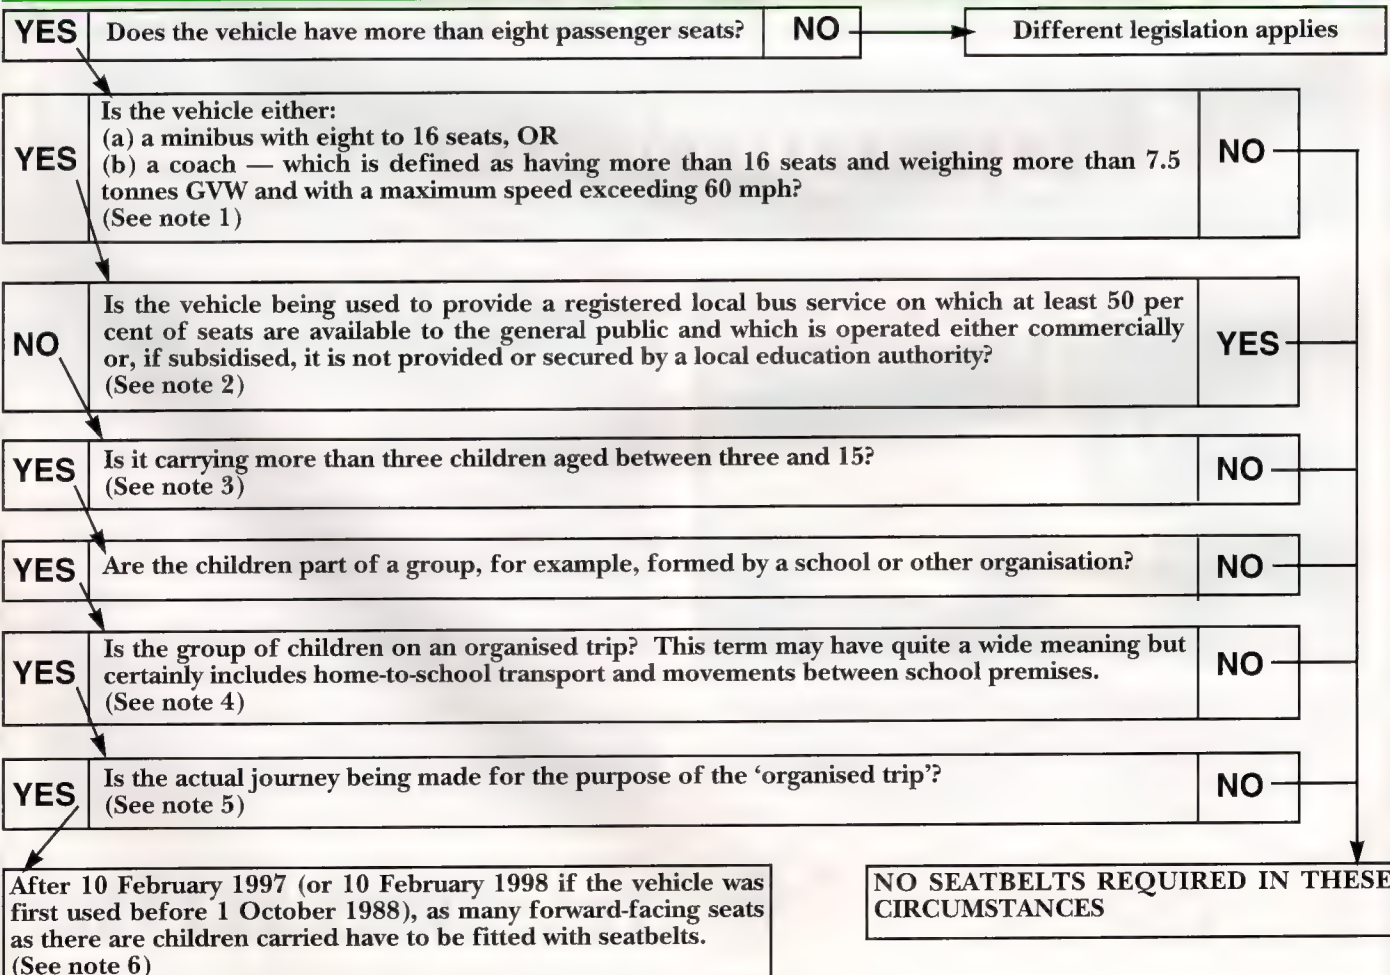 YES Does the vehicle have more than eight passenger seats? NO Different legislation applies
Is the vehicle either:
(a) a minibus with eight to 16 seats, OR
YES (b) a coach — which is defined as having more than 16 seats and weighing more than 7.5 NO
tonnes GVW and with a maximum speed exceeding 60 mph?
(See note 1)
Is the vehicle being used to provide a registered local bus service on which at least 50 per
NO cent of seats are available to the general public and which is operated either commercially YES
or, if subsidised, it is not provided or secured by a local education authority?
(See note 2)
YES Is it carrying more than three children aged between three and 15? NO
(See note 3)
YES Are the children part of a group, for example, formed by a school or other organisation? NO
Is the group of children on an organised trip? This term may have quite a wide meaning but
YES certainly includes home-to-school transport and movements between school premises. NO
(See note 4)
YES Is the actual journey being made for the purpose of the ‘organised trip’? NO
(See note 5)
After 10 February 1997 (or 10 February 1998 if the vehicle was
first used before 1 October 1988), as many forward-facing seats
as there are children carried have to be fitted with seatbelts.
(See note 6)
NO SEATBELTS REQUIRED IN THESE
CIRCUMSTANCES